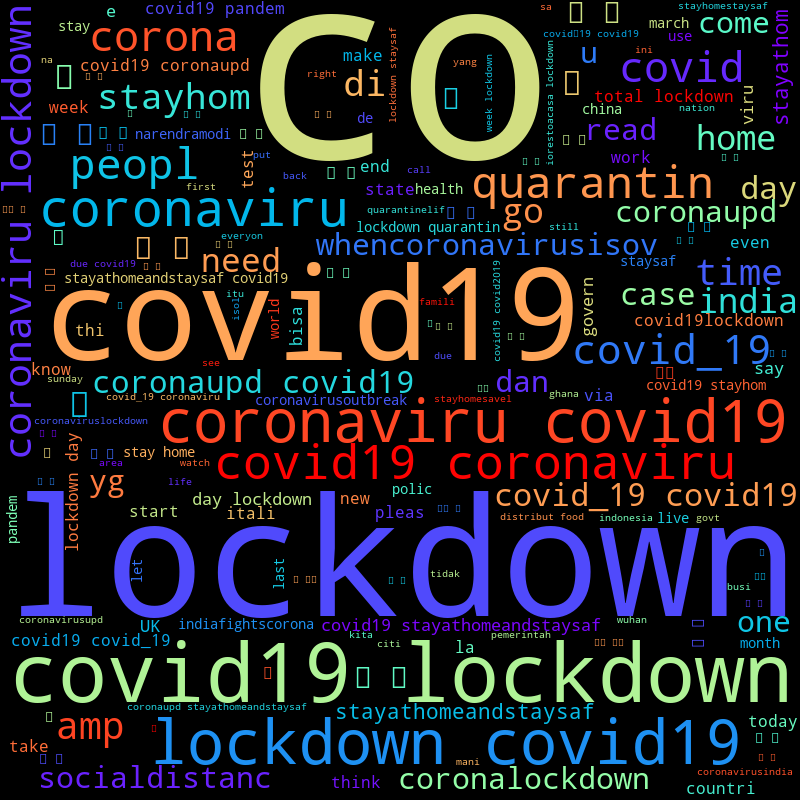 covid19 pandem
stayhomestaysaf
e
sa
CO
march
come
stay
corona
covid19 covid19
use
make
u
ini
na
covid19 coronaupd
right
yang
covid
stayathom
lockdown staysaf
di
week lockdown
iorestoacasa lockdown
viru
total lockdown
week
stayhom
china
nation
de
narendramodi
read
home
test
work
coronaviru lockdown
peopl
put
end
back
call
state
health
quarantin
day
first
coronaviru
quarantinelif
go
coronaupd
lockdown quarantin
still
everyon
whencoronavirusisov
even
need
due covid19
staysaf
time
stayathomeandstaysaf covid19
covid19
covid19 covid2019
case
india
itu
isol
world
bisa
famili
govern
thi
covid19lockdown
due
covid_19
know
see
say
sunday
coronaupd covid19
dan
covid19 stayhom
covid_19 coronaviru
coronavirusoutbreak
stayhomesavel
ghana
via
coronaviruslockdown
coronaviru covid19
lockdown day
stay home
area
watch
covid19 coronaviru
yg
life
day lockdown
new
polic
covid_19 covid19
pandem
start
itali
pleas
distribut food
indonesia
live
govt
lockdown
let
last
tidak
busi
coronavirusupd
UK
indiafightscorona
covid19 stayathomeandstaysaf
wuhan
one
covid19 covid_19
kita
citi
pemerintah
la
month
covid19 lockdown
coronaupd stayathomeandstaysaf
stayathomeandstaysaf
amp
today
take
lockdown covid19
mani
coronavirusindia
socialdistanc
think
coronalockdown
countri